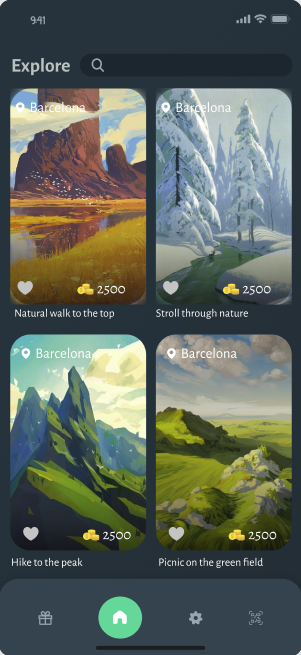 9:41
Explore
Barcelona
Barcelona
2500
2500
Natural walk to the top
Stroll through nature
Barcelona
Barcelona
2500
2500
Hike to the peak
Picnic on the green field